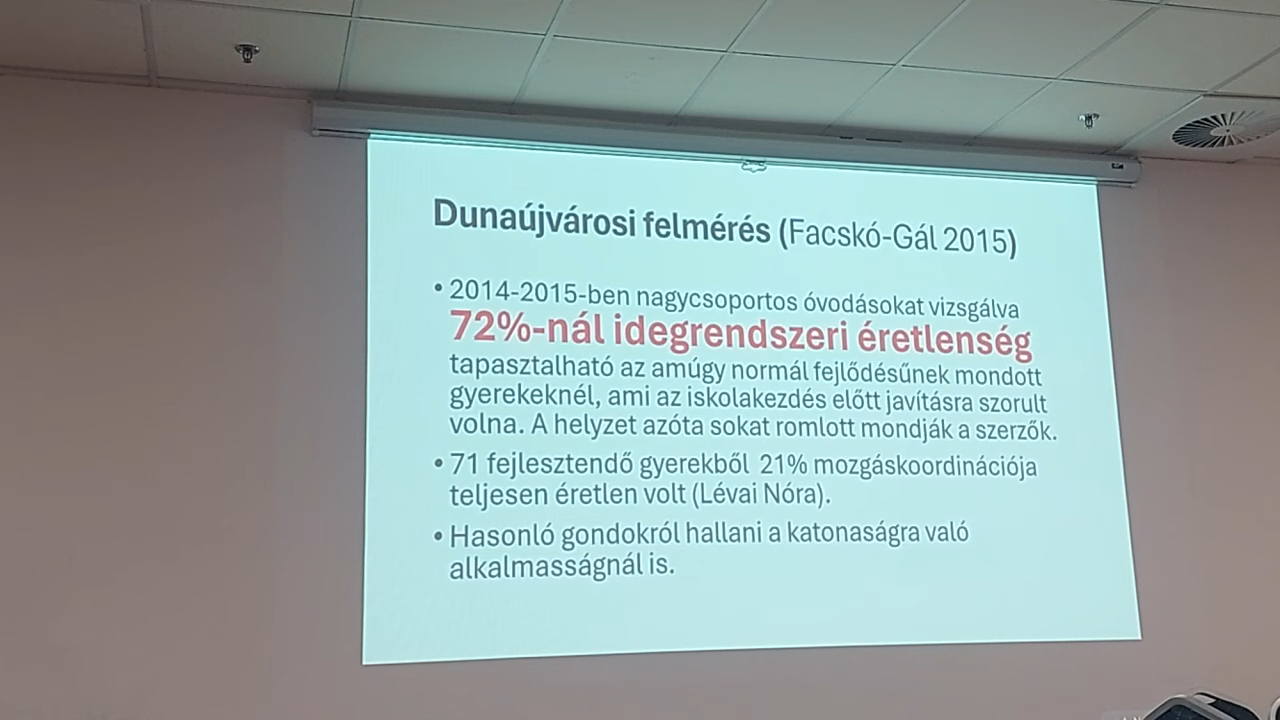 Dunaújvárosi felmérés (Facskó-Gál 2015)
• 2014-2015-ben nagycsoportos óvodásokat vizsgálva
72%-nál idegrendszeri éretlenség
tapasztalható az amúgy normál fejlődésűnek mondott
gyerekeknél, ami az iskolakezdés előtt javításra szorult
volna. A helyzet azóta sokat romlott mondják a szerzők.
• 71 fejlesztendő gyerekből 21% mozgáskoordinációja
teljesen éretlen volt (Lévai Nóra).
• Hasonló gondokról hallani a katonaságra való
alkalmasságnál is.